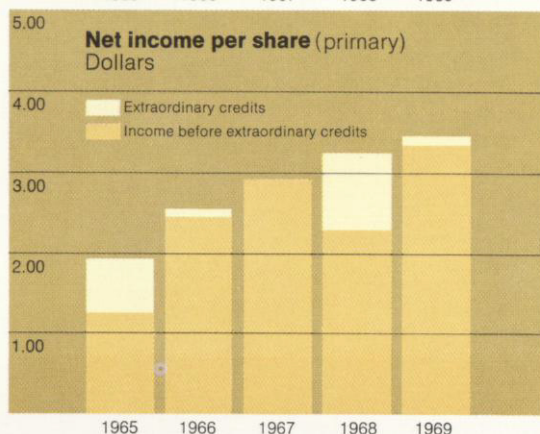 5.00
Net income per share (primary)
Dollars
4.00
Extraordinary credits
Income before extraordinary credits
3.00
2.00
1.00
1965 1966 1967 1968 1969